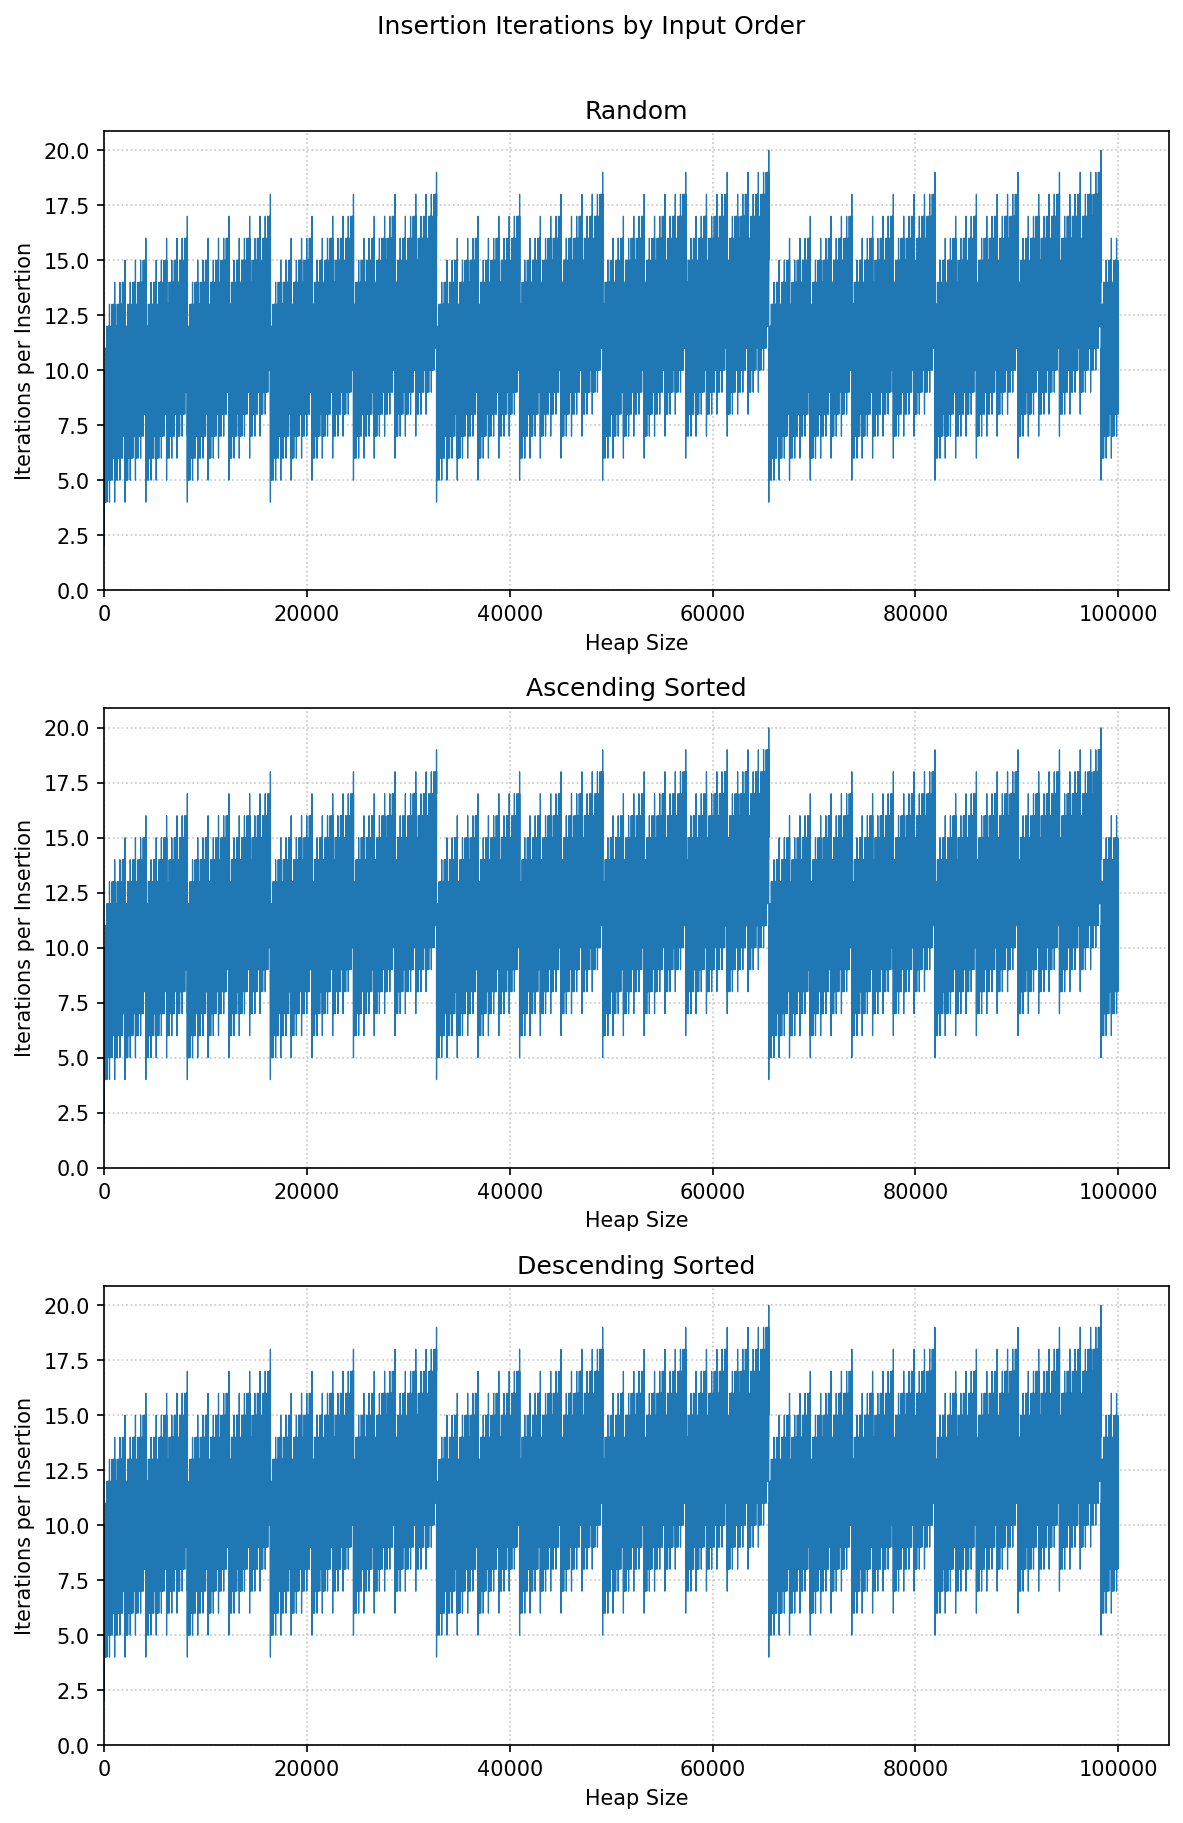 Insertion Iterations by Input Order
Random
20.0
17.5
15.0
12.5
10.0
7.5
5.0
2.5
0.0
Iterations per Insertion
0 20000 40000 60000 80000 100000
Heap Size
Ascending Sorted
20.0
17.5
15.0
12.5
10.0
7.5
5.0
2.5
0.0
Iterations per Insertion
0 20000 40000 60000 80000 100000
Heap Size
Descending Sorted
20.0
17.5
15.0
12.5
10.0
7.5
5.0
2.5
0.0
Iterations per Insertion
0 20000 40000 60000 80000 100000
Heap Size